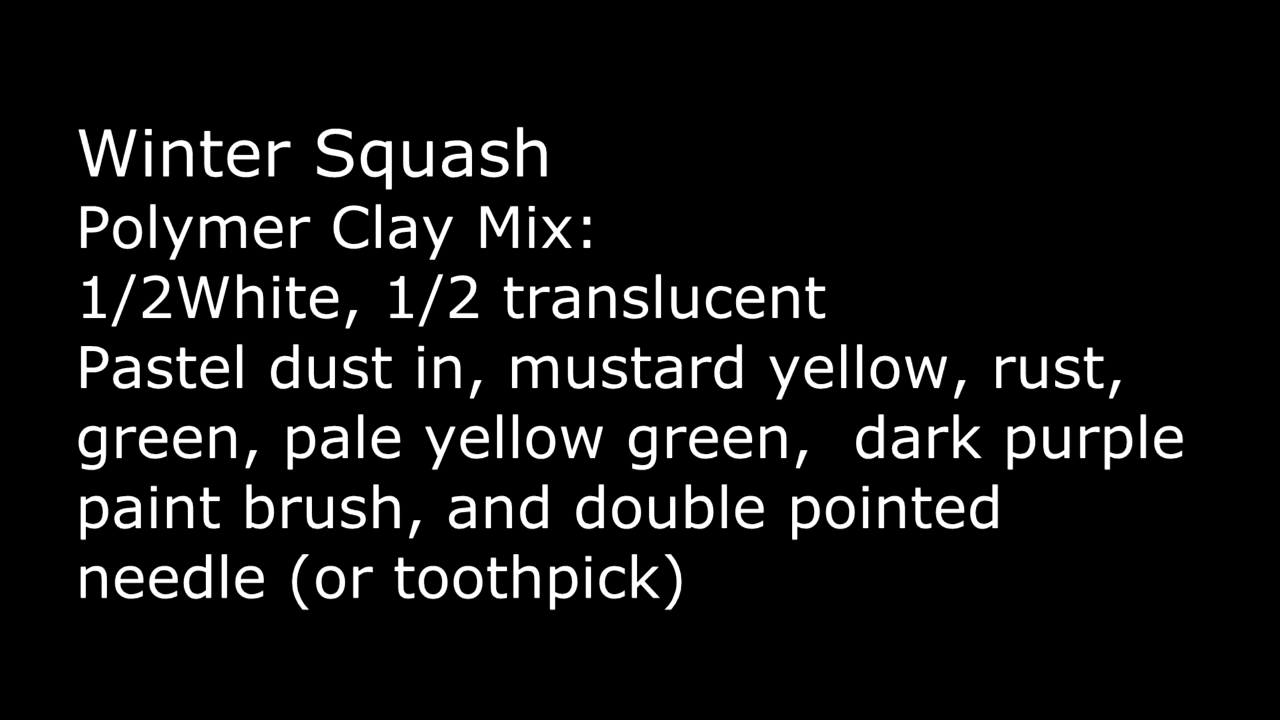 Winter Squash
Polymer Clay Mix:
1/2White, 1/2 translucent
Pastel dust in, mustard yellow, rust,
green, pale yellow green,  dark purple
paint brush, and double pointed
needle (or toothpick)